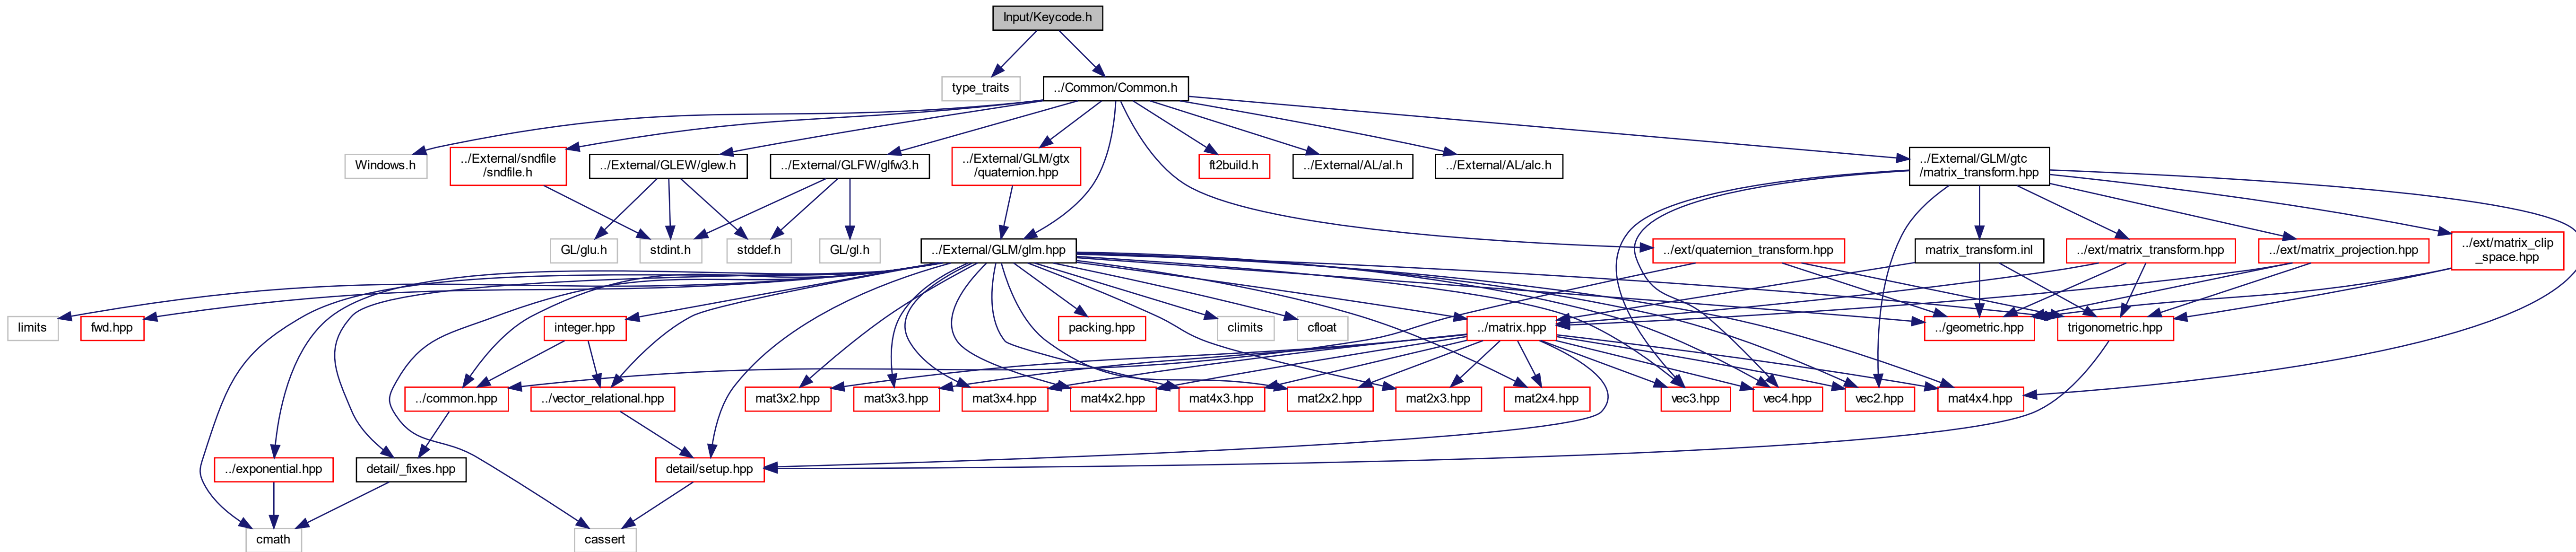 Input/Keycode.h
type_traits
../Common/Common.h
Windows.h
../External/sndfile
/sndfile.h
../External/GLEW/glew.h
../External/GLFW/glfw3.h
../External/GLM/gtx
/quaternion.hpp
ft2build.h
../External/AL/al.h
../External/AL/alc.h
../External/GLM/gtc
/matrix_transform.hpp
GL/glu.h
stdint.h
stddef.h
GL/gl.h
../External/GLM/glm.hpp
../ext/quaternion_transform.hpp
matrix_transform.inl
../ext/matrix_transform.hpp
../ext/matrix_projection.hpp
../ext/matrix_clip
_space.hpp
limits
fwd.hpp
integer.hpp
packing.hpp
climits
cfloat
../matrix.hpp
../geometric.hpp
trigonometric.hpp
../common.hpp
../vector_relational.hpp
mat3x2.hpp
mat3x3.hpp
mat3x4.hpp
mat4x2.hpp
mat4x3.hpp
mat2x2.hpp
mat2x3.hpp
mat2x4.hpp
vec3.hpp
vec4.hpp
vec2.hpp
mat4x4.hpp
../exponential.hpp
detail/_fixes.hpp
detail/setup.hpp
cmath
cassert